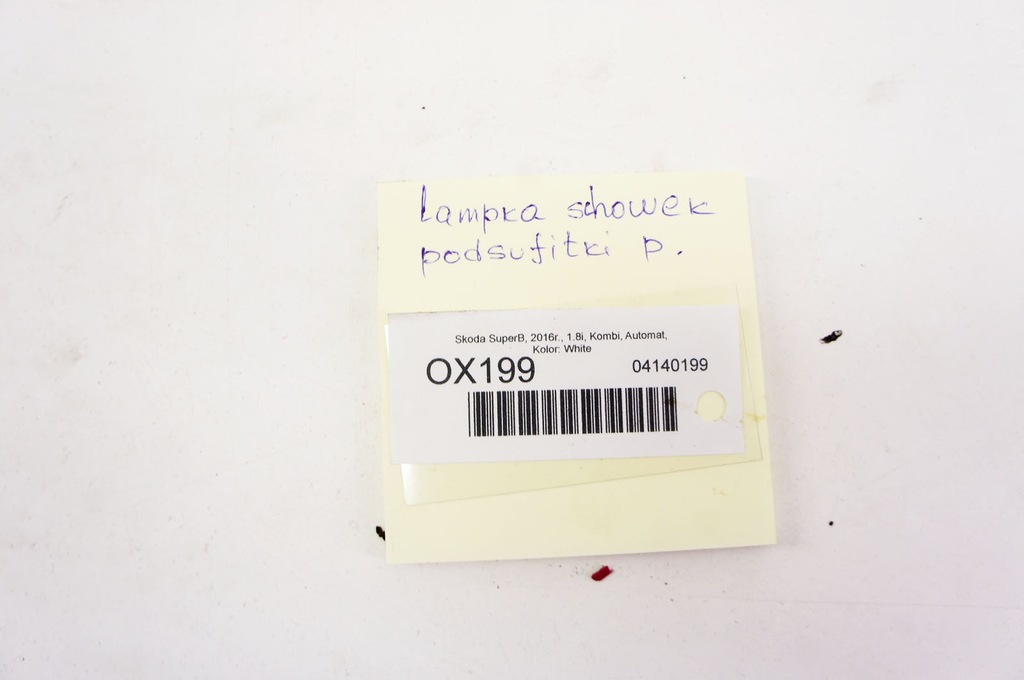 Lampka schowek
podsufitki p.
Skoda SuperB, 2016r., 1.8i, Kombi, Automat,
Kolor: White
OX199 04140199